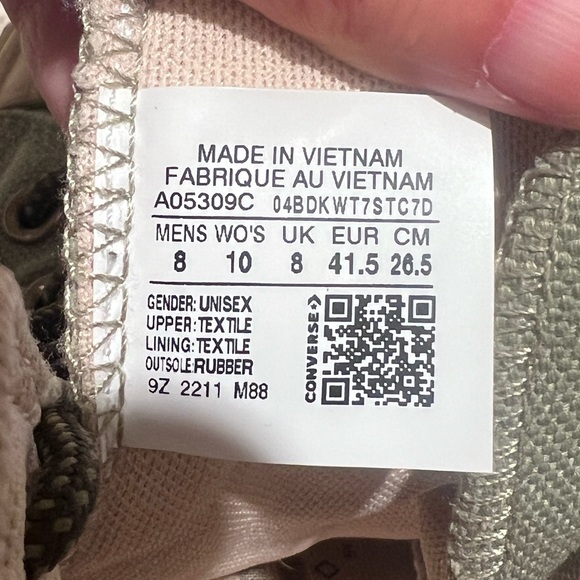 MADE IN VIETNAM
FABRIQUE AU VIETNAM
A05309C 04BDKWT7STC7D
MENS WO'S UK EUR CM
8 10 8 41.5 26.5
GENDER: UNISEX
UPPER: TEXTILE
LINING: TEXTILE
OUTSOLE: RUBBER
9Z 2211 M88
CONVERSE